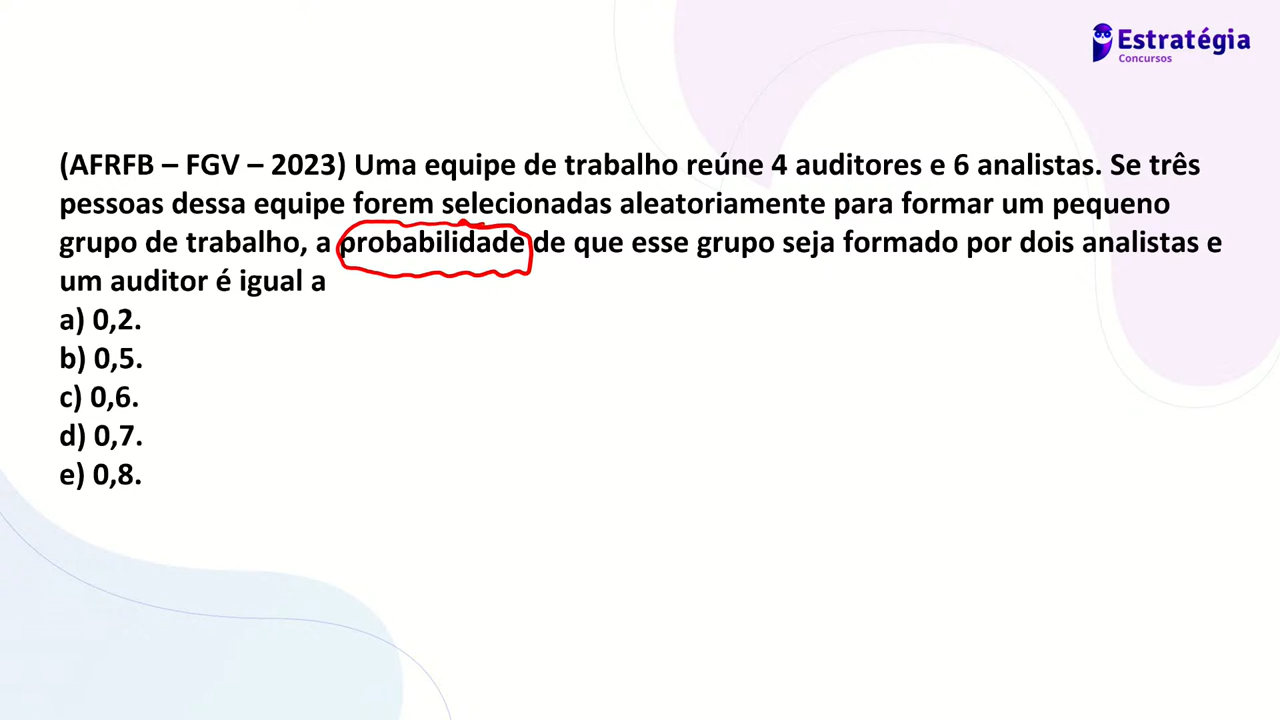 Estratégia
Concursos
(AFRFB – FGV – 2023) Uma equipe de trabalho reúne 4 auditores e 6 analistas. Se três
pessoas dessa equipe forem selecionadas aleatoriamente para formar um pequeno
grupo de trabalho, a probabilidade de que esse grupo seja formado por dois analistas e
um auditor é igual a
a) 0,2.
b) 0,5.
c) 0,6.
d) 0,7.
e) 0,8.